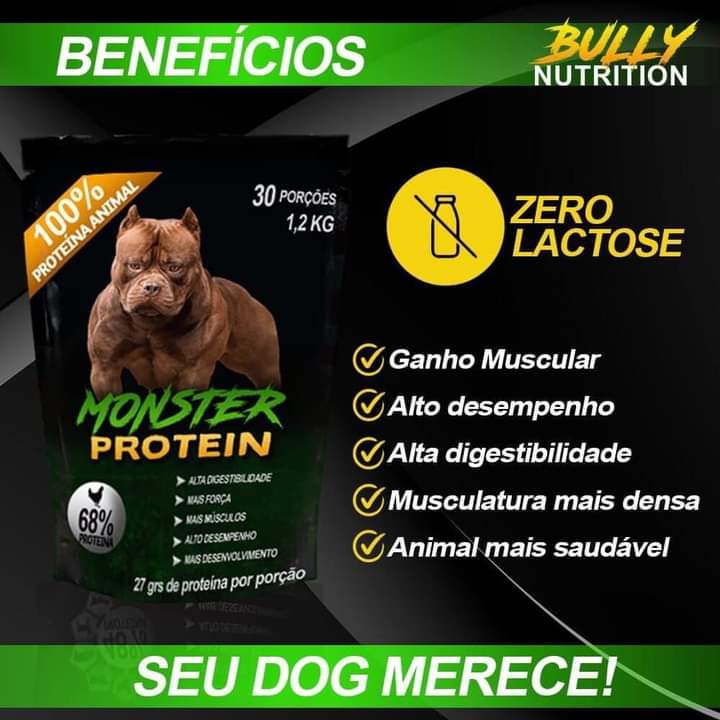 BENEFÍCIOS
BULLY
NUTRITION
100%
PROTEÍNA ANIMAL
30 PORÇÕES
1,2 KG
ZERO
LACTOSE
MONSTER
PROTEIN
ALTA DIGESTIBILIDADE
MAIS FORÇA
MAIS MÚSCULOS
ALTO DESEMPENHO
MAIS DESENVOLVIMENTO
68%
PROTEÍNA
27 grs de proteína por porção
Ganho Muscular
Alto desempenho
Alta digestibilidade
Musculatura mais densa
Animal mais saudável
SEU DOG MERECE!